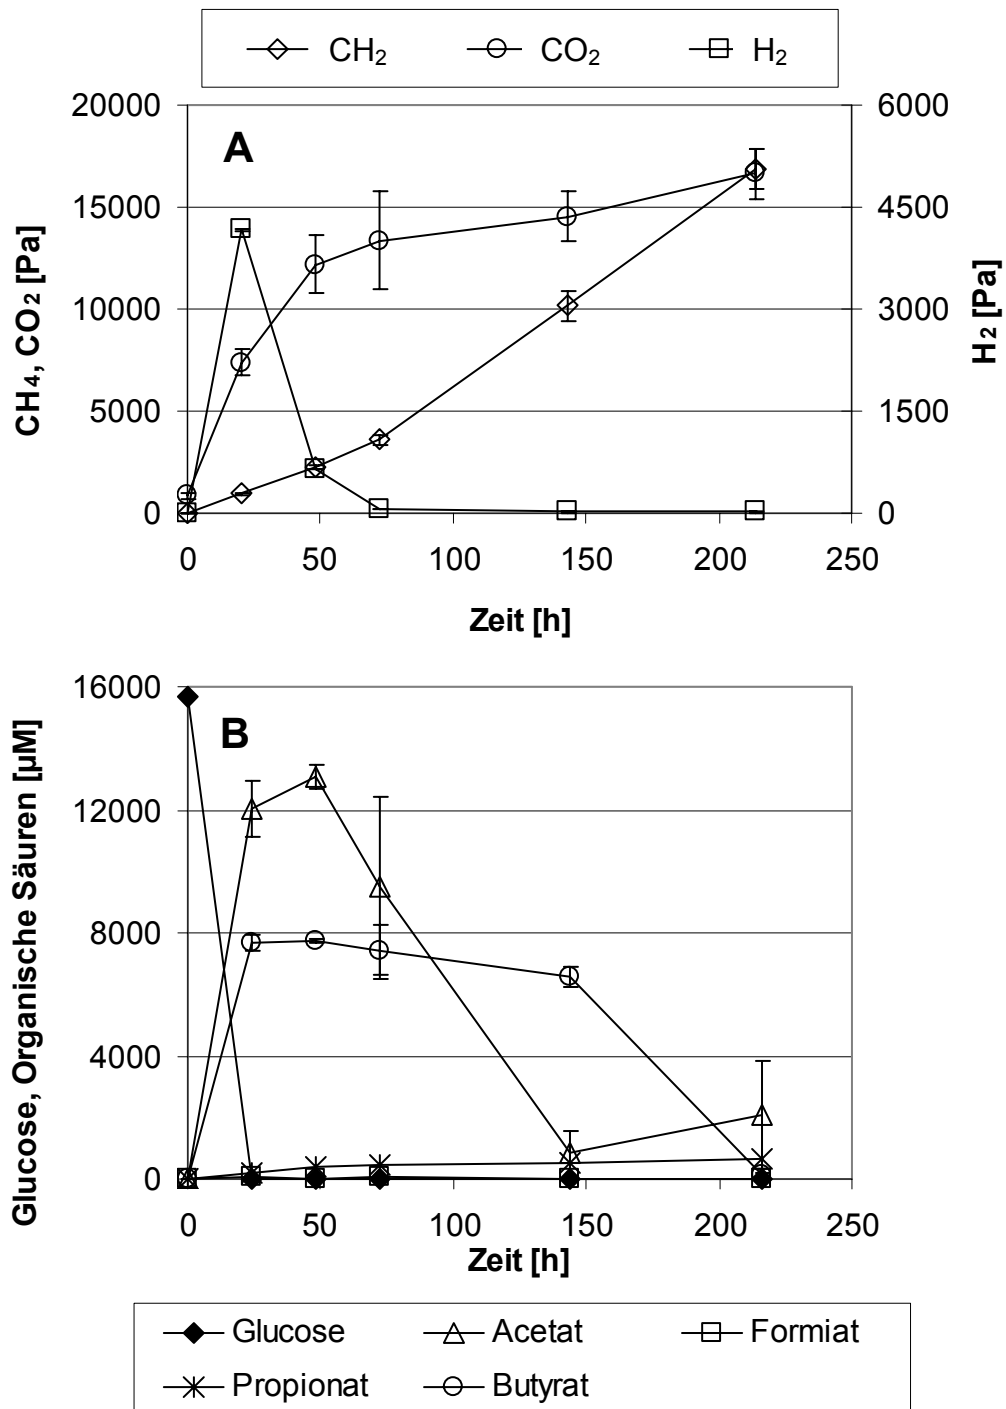 CH₂ CO₂ H₂
20000 6000
A
15000 4500
10000 3000
5000 1500
0 0
0 50 100 150 200 250
Zeit [h]
CH₄, CO₂ [Pa]
H₂ [Pa]
16000
B
12000
8000
4000
0
0 50 100 150 200 250
Zeit [h]
Glucose, Organische Säuren [µM]
Glucose Acetat Formiat
Propionat Butyrat